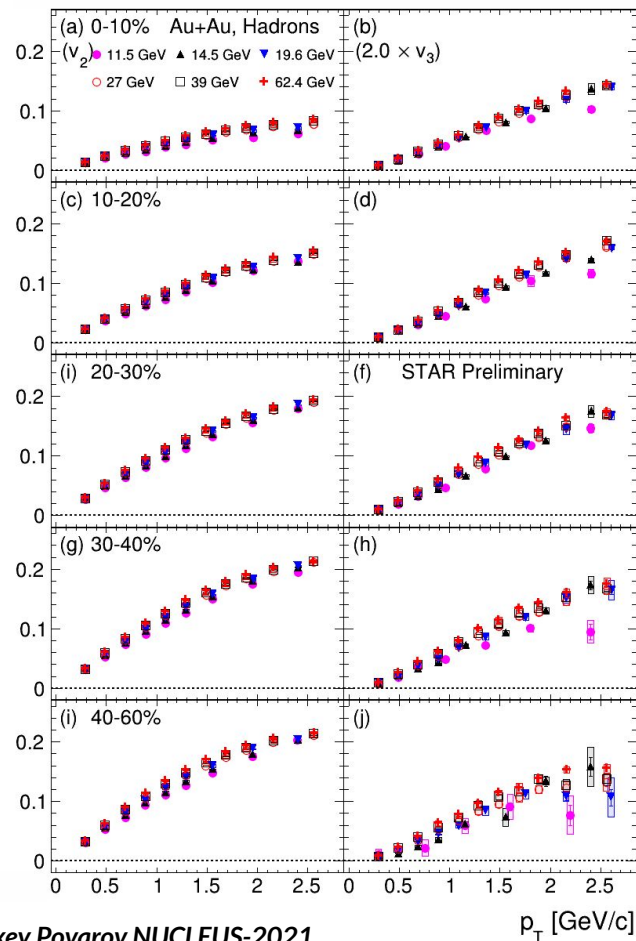 (a) 0-10% Au+Au, Hadrons
(v2) 11.5 GeV 14.5 GeV 19.6 GeV
27 GeV 39 GeV 62.4 GeV
(b)
(2.0 × v3)
0.2
0.1
0
(c) 10-20%
(d)
0.2
0.1
0
(i) 20-30%
(f) STAR Preliminary
0.2
0.1
0
(g) 30-40%
(h)
0.2
0.1
0
(i) 40-60%
(j)
0.2
0.1
0
0 0.5 1 1.5 2 2.5 0 0.5 1 1.5 2 2.5
pT [GeV/c]
Povarov NUCLEUS-2021